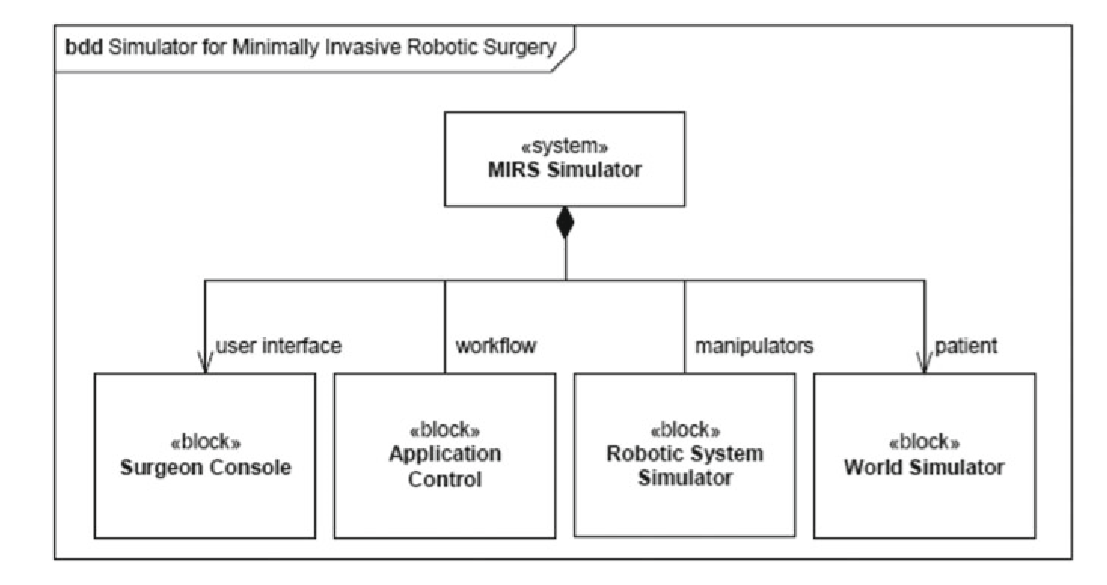 bdd Simulator for Minimally Invasive Robotic Surgery
«system»
MIRS Simulator
user interface
workflow
manipulators
patient
«block»
Surgeon Console
«block»
Application
Control
«block»
Robotic System
Simulator
«block»
World Simulator